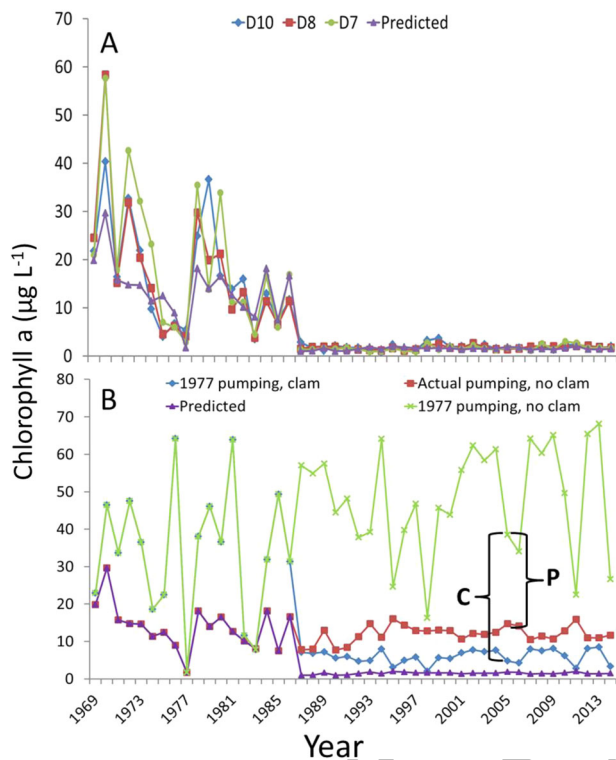 D10 D8 D7 Predicted
A
70
60
50
40
30
20
10
0
Chlorophyll a (µg L-1)
B
1977 pumping, clam Actual pumping, no clam
Predicted 1977 pumping, no clam
80
70
60
50
40
30
20
10
0
C P
1969 1973 1977 1981 1985 1989 1993 1997 2001 2005 2009 2013
Year